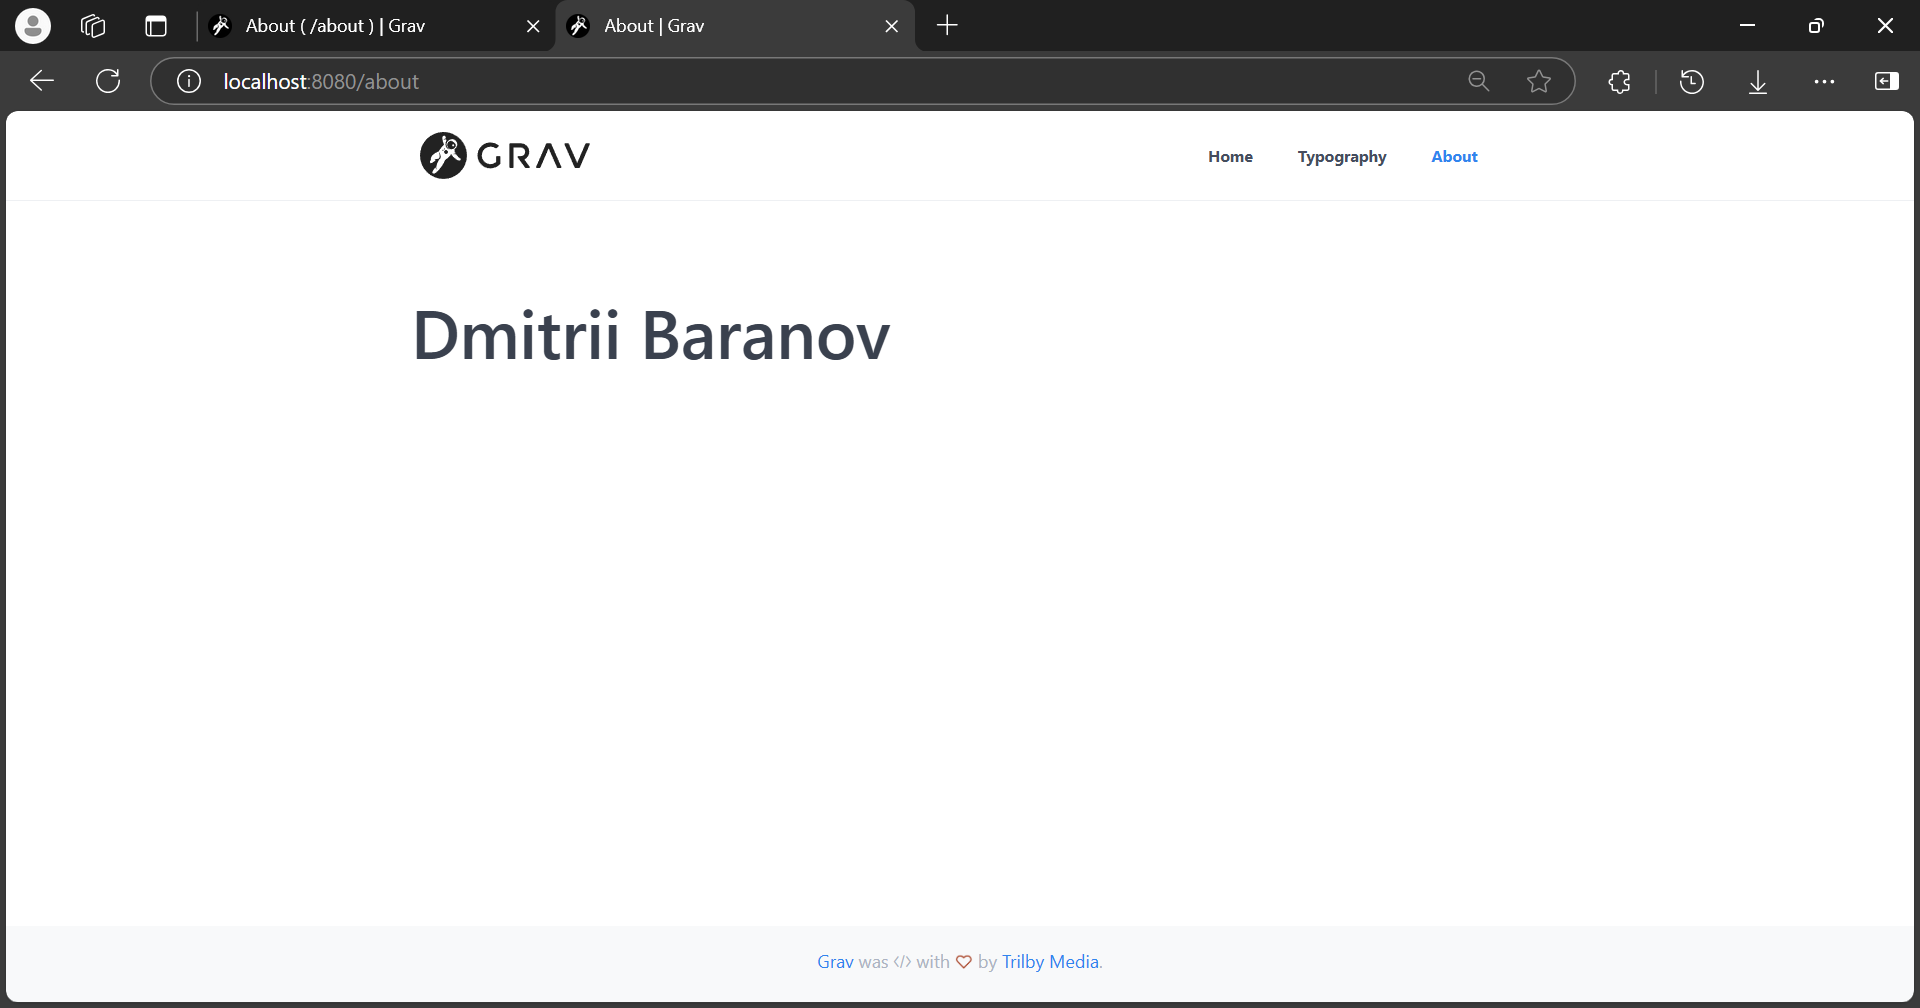 About ( /about ) | Grav
About | Grav
localhost:8080/about
GRAV
Home Typography About
Dmitrii Baranov
Grav was </> with ♡ by Trilby Media.